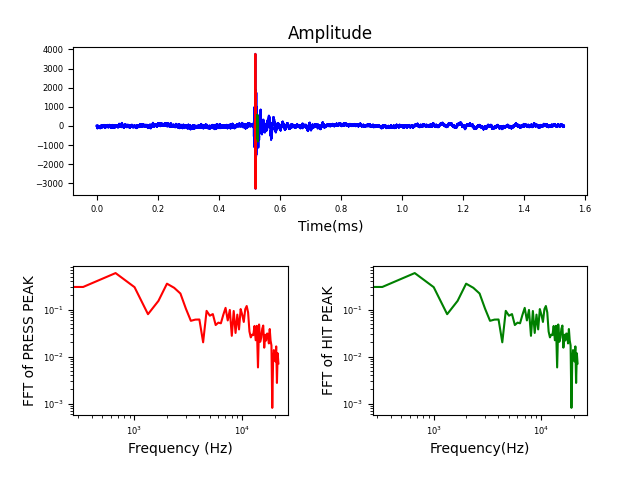 Amplitude
4000
3000
2000
1000
0
−1000
−2000
−3000
0.0 0.2 0.4 0.6 0.8 1.0 1.2 1.4 1.6
Time(ms)
FFT of PRESS PEAK
10⁻¹
10⁻²
10⁻³
10³ 10⁴
Frequency (Hz)
FFT of HIT PEAK
10⁻¹
10⁻²
10⁻³
10³ 10⁴
Frequency(Hz)